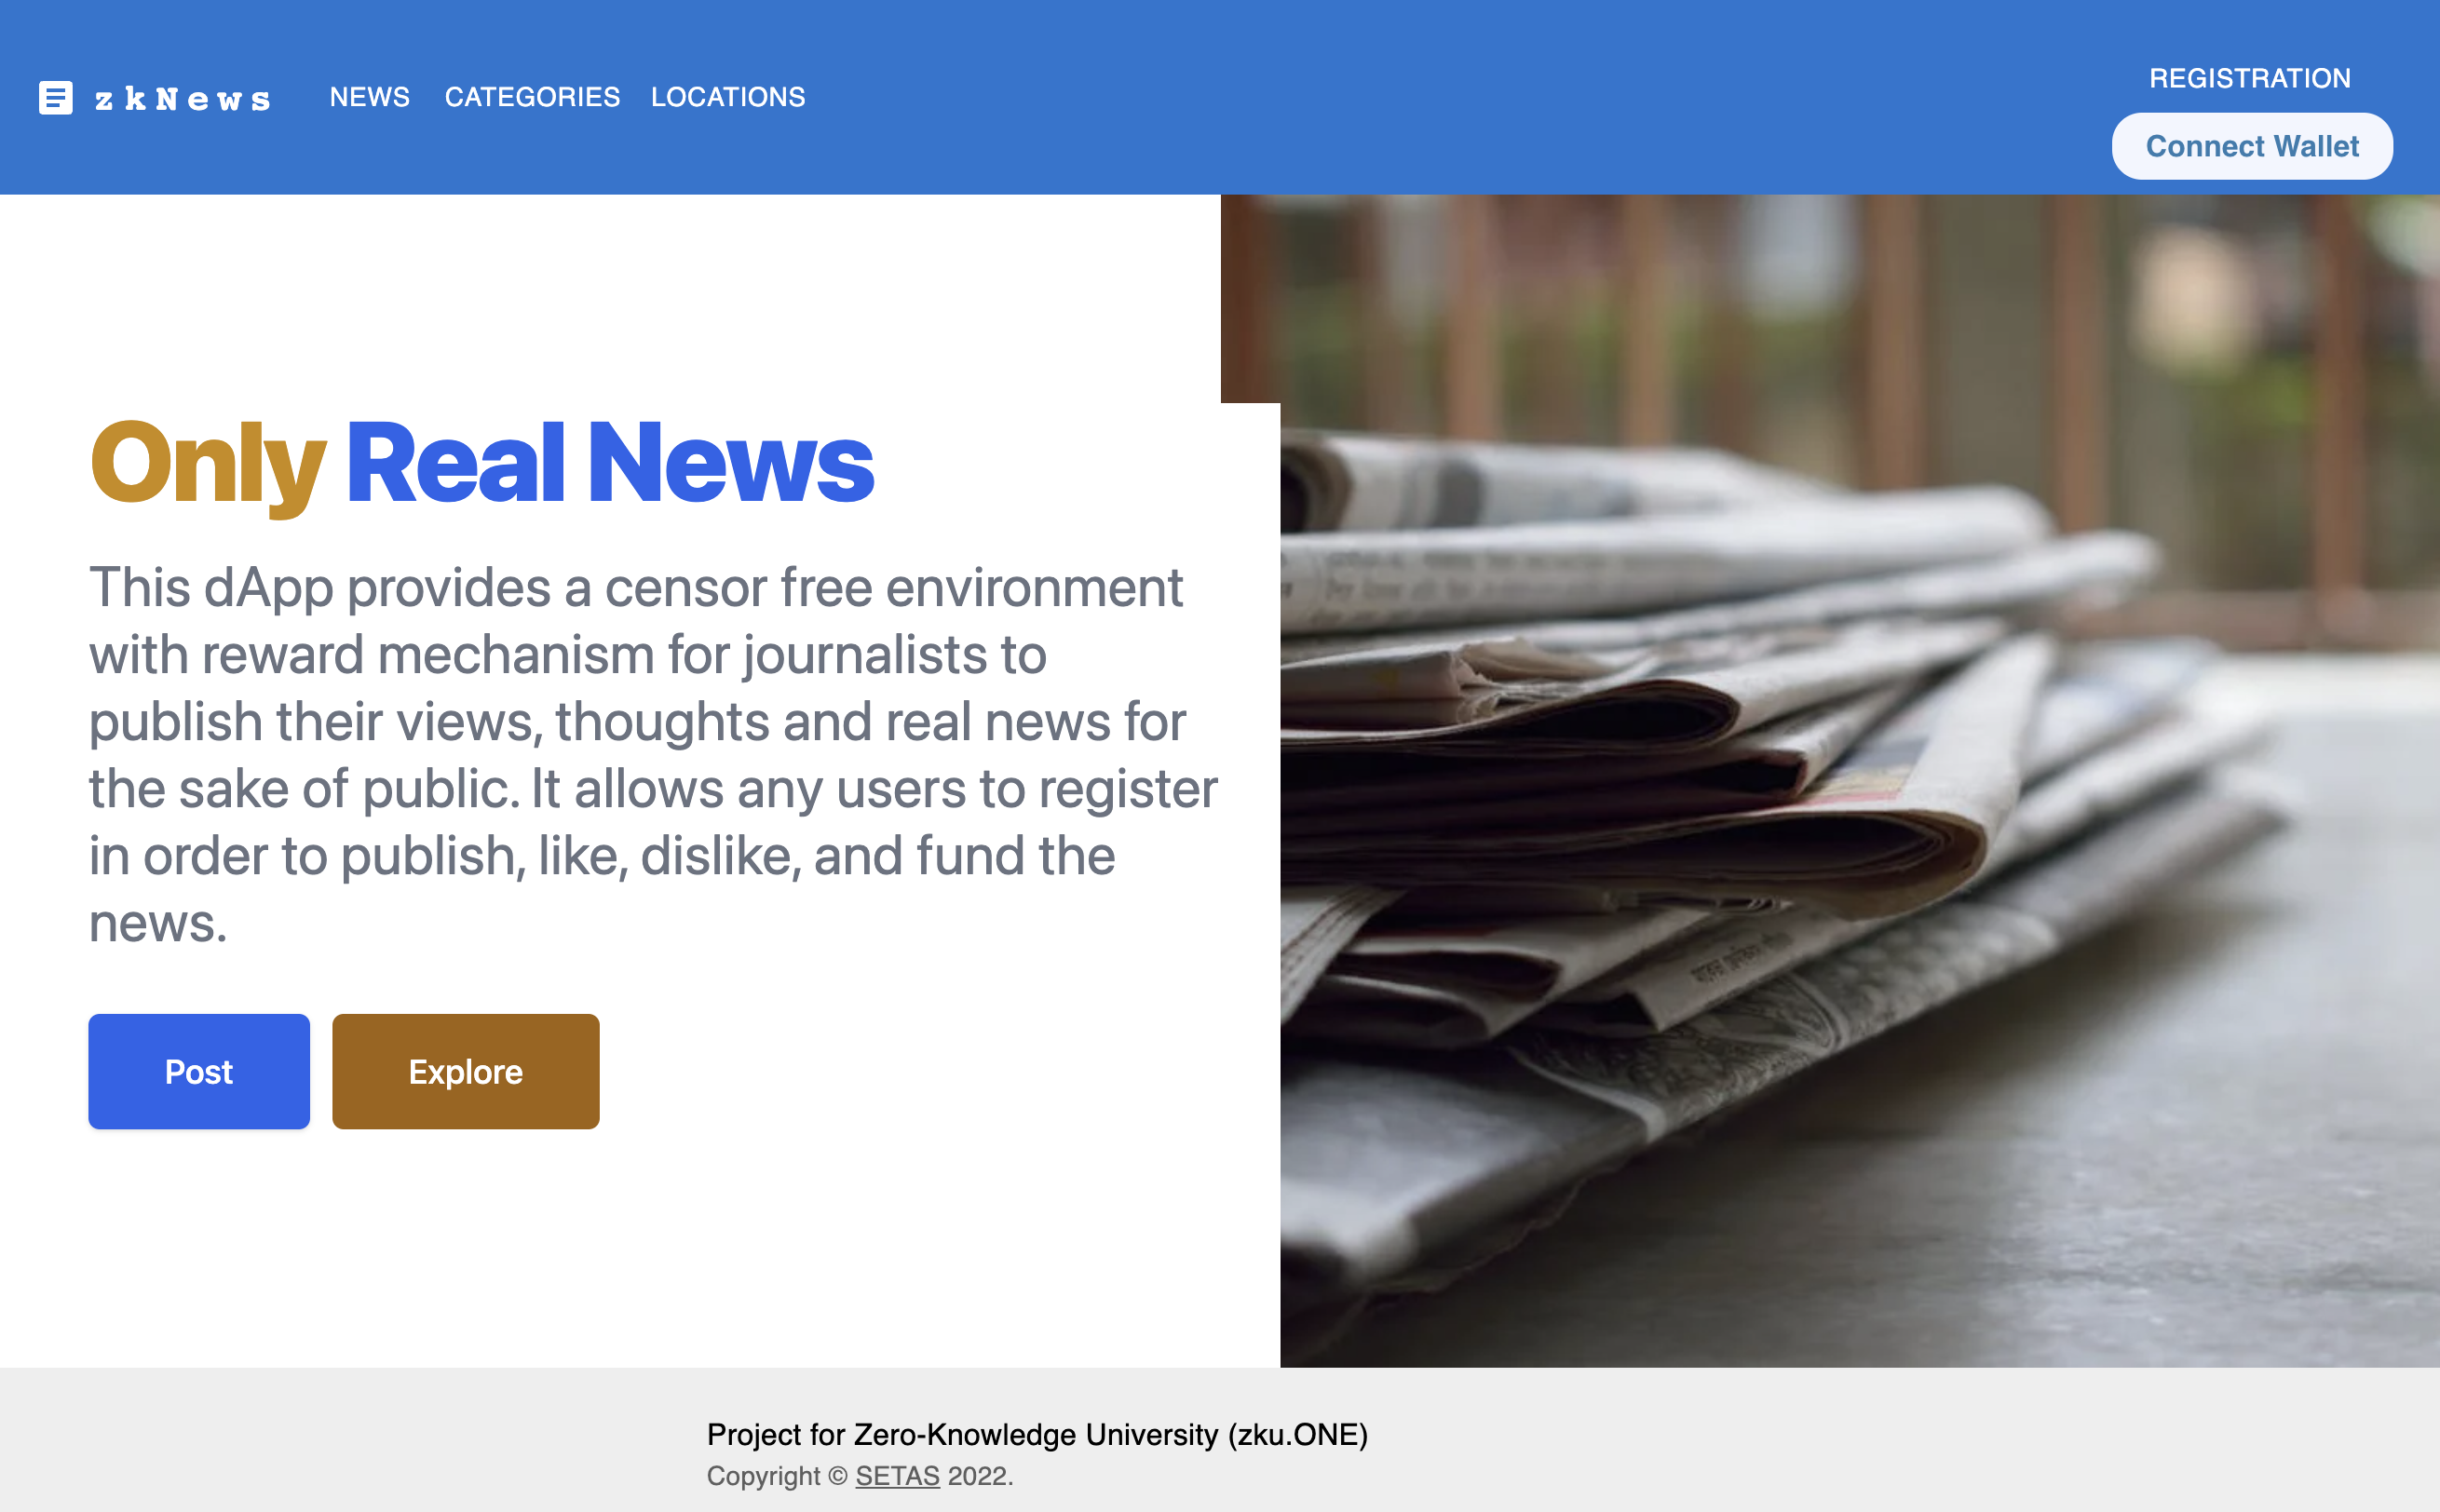 zkNews
NEWS CATEGORIES LOCATIONS
REGISTRATION
Connect Wallet
Only Real News
This dApp provides a censor free environment
with reward mechanism for journalists to
publish their views, thoughts and real news for
the sake of public. It allows any users to register
in order to publish, like, dislike, and fund the
news.
Post Explore
Project for Zero-Knowledge University (zku.ONE)
Copyright © SETAS 2022.